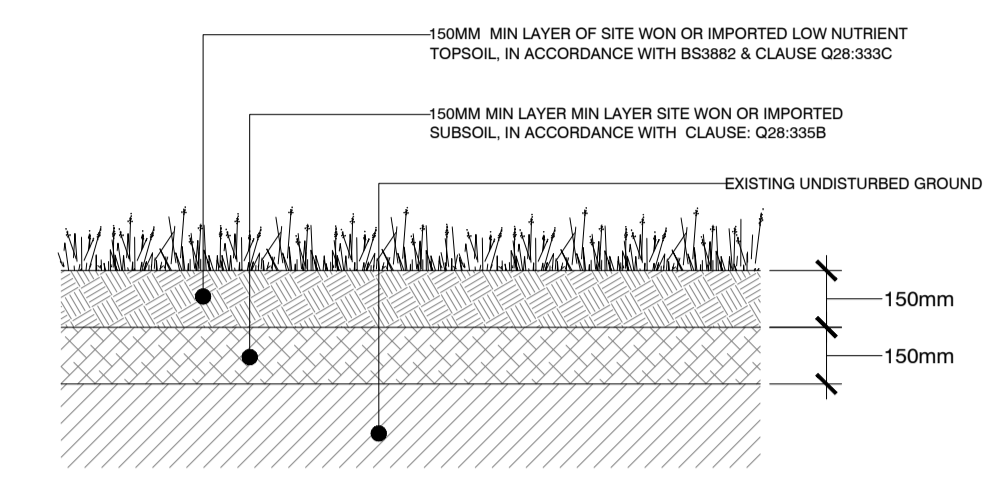 150MM MIN LAYER OF SITE WON OR IMPORTED LOW NUTRIENT
TOPSOIL, IN ACCORDANCE WITH BS3882 & CLAUSE Q28:333C
150MM MIN LAYER MIN LAYER SITE WON OR IMPORTED
SUBSOIL, IN ACCORDANCE WITH CLAUSE: Q28:335B
EXISTING UNDISTURBED GROUND
150mm
150mm